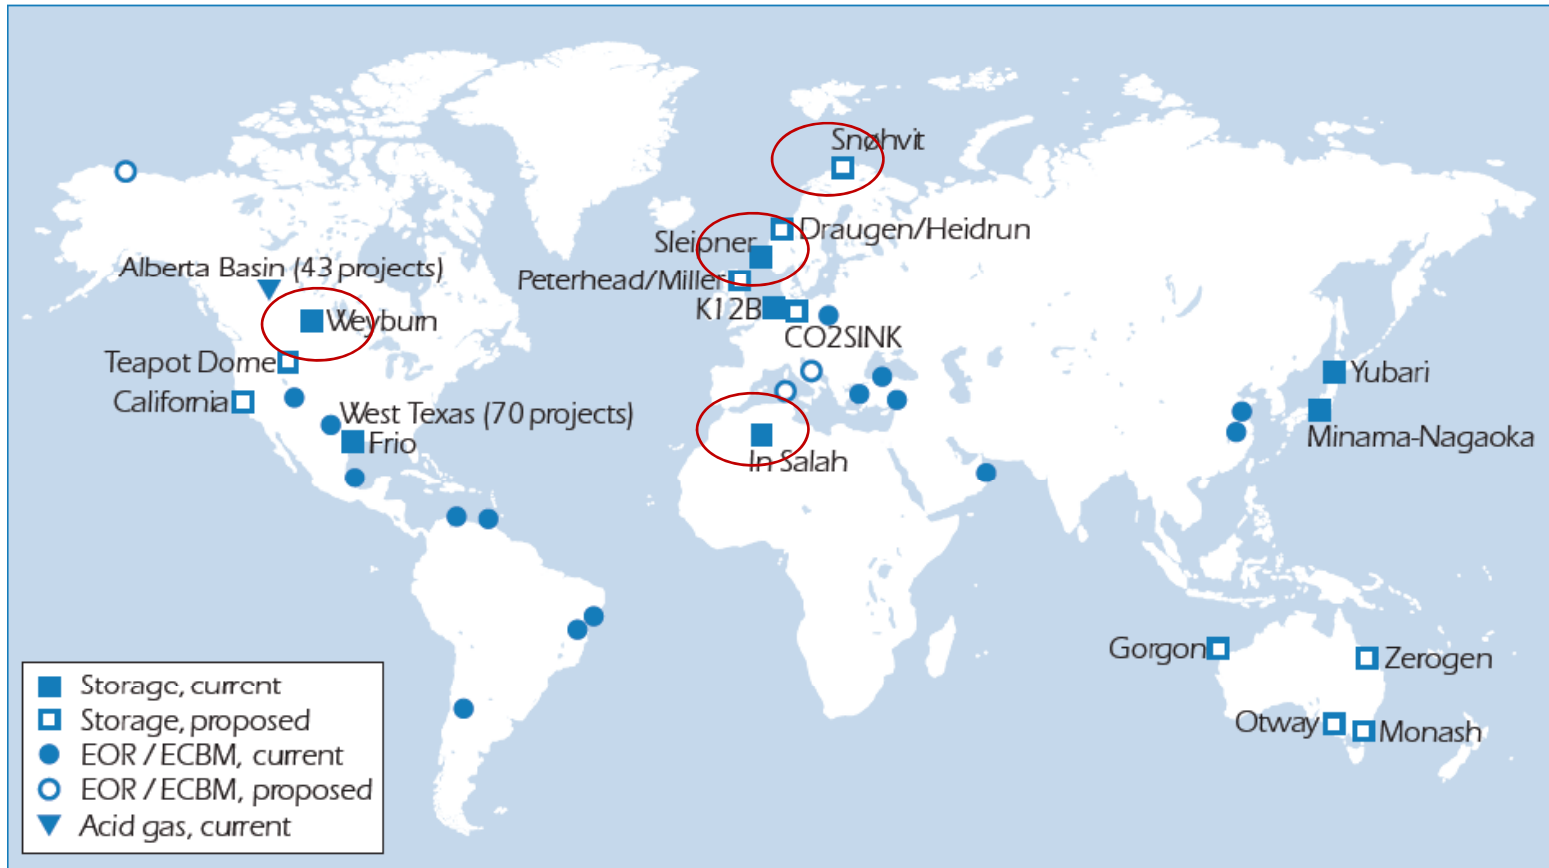 Snøhvit
Draugen/Heidrun
Sleipner
Alberta Basin (43 projects)
Peterhead/Miller
K12B
Weyburn
CO2SINK
Teapot Dome
Yubari
California
West Texas (70 projects)
Frio
Minama-Nagaoka
In Salah
Gorgon
Zerogen
Otway
Monash
Storage, current
Storage, proposed
EOR / ECBM, current
EOR / ECBM, proposed
Acid gas, current